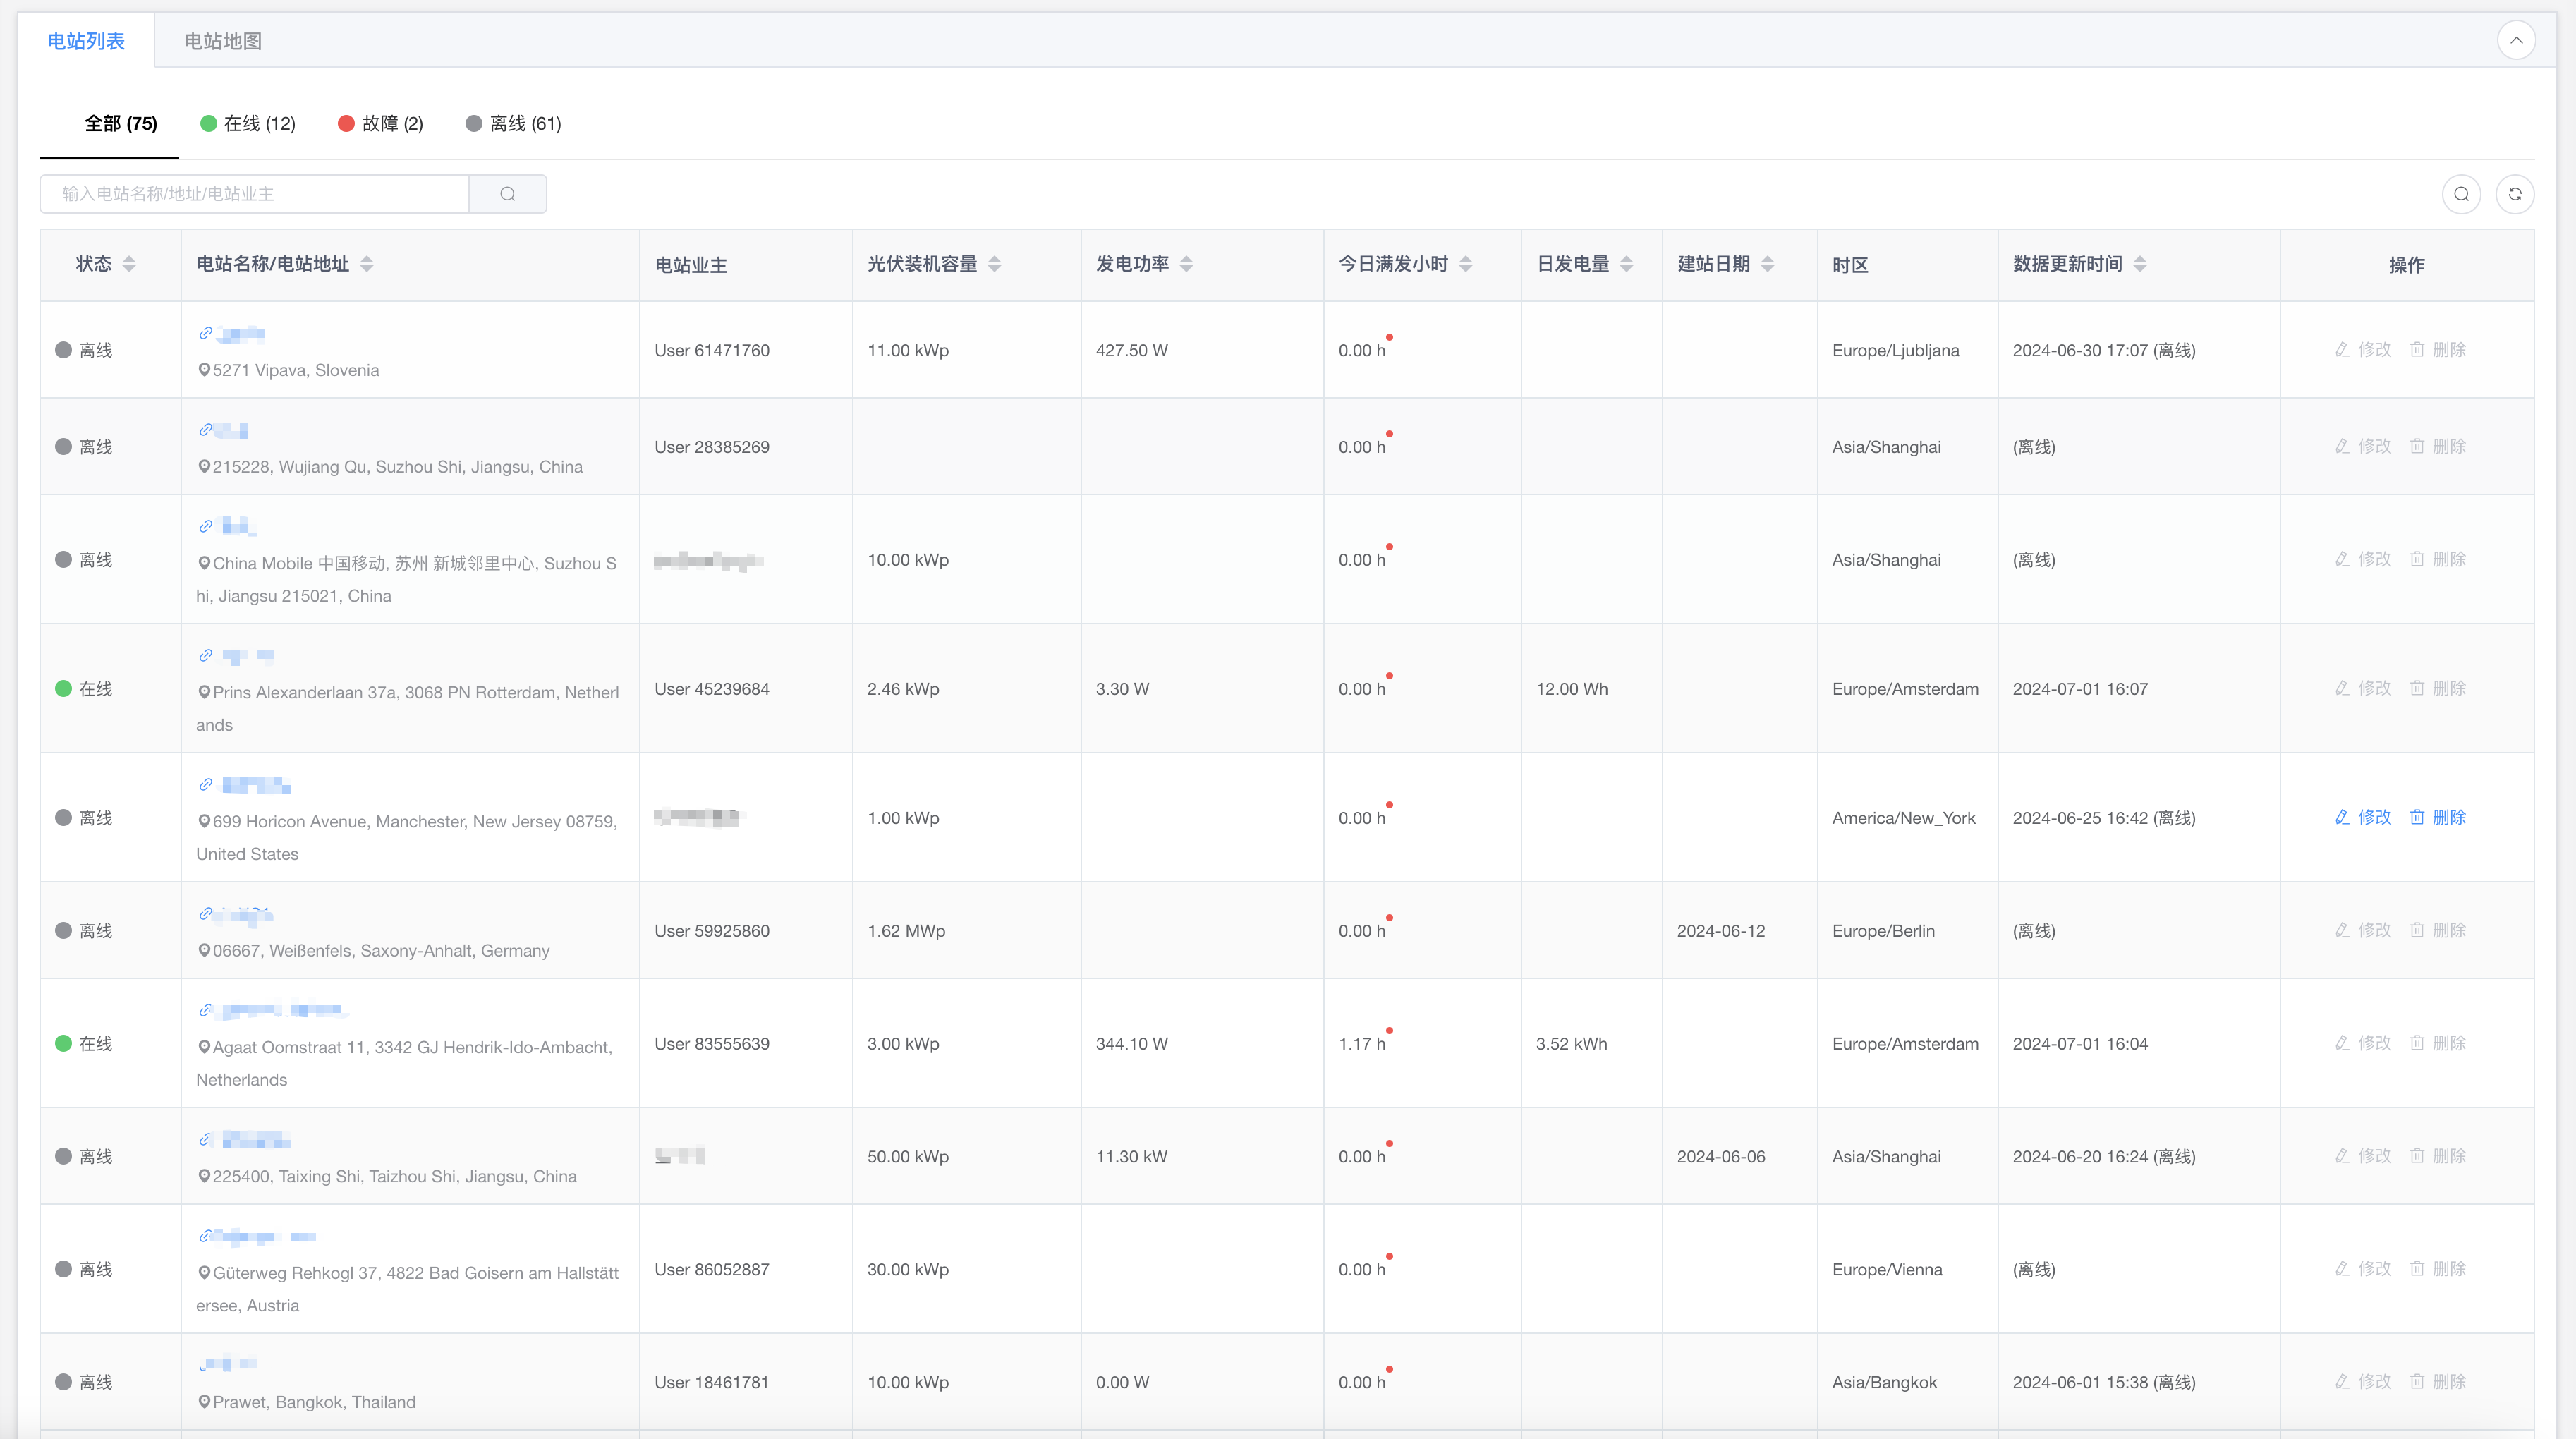 电站列表
电站地图
全部 (75)
在线 (12)
故障 (2)
离线 (61)
输入电站名称/地址/电站业主
状态
电站名称/电站地址
电站业主
光伏装机容量
发电功率
今日满发小时
日发电量
建站日期
时区
数据更新时间
操作
离线
5271 Vipava, Slovenia
User 61471760
11.00 kWp
427.50 W
0.00 h
Europe/Ljubljana
2024-06-30 17:07 (离线)
修改
删除
离线
215228, Wujiang Qu, Suzhou Shi, Jiangsu, China
User 28385269
0.00 h
Asia/Shanghai
(离线)
修改
删除
离线
China Mobile 中国移动, 苏州 新城邻里中心, Suzhou S
hi, Jiangsu 215021, China
10.00 kWp
0.00 h
Asia/Shanghai
(离线)
修改
删除
在线
Prins Alexanderlaan 37a, 3068 PN Rotterdam, Netherl
ands
User 45239684
2.46 kWp
3.30 W
0.00 h
12.00 Wh
Europe/Amsterdam
2024-07-01 16:07
修改
删除
离线
699 Horicon Avenue, Manchester, New Jersey 08759,
United States
1.00 kWp
0.00 h
America/New_York
2024-06-25 16:42 (离线)
修改
删除
离线
06667, Weißenfels, Saxony-Anhalt, Germany
User 59925860
1.62 MWp
0.00 h
2024-06-12
Europe/Berlin
(离线)
修改
删除
在线
Agaat Oomstraat 11, 3342 GJ Hendrik-Ido-Ambacht,
Netherlands
User 83555639
3.00 kWp
344.10 W
1.17 h
3.52 kWh
Europe/Amsterdam
2024-07-01 16:04
修改
删除
离线
225400, Taixing Shi, Taizhou Shi, Jiangsu, China
50.00 kWp
11.30 kW
0.00 h
2024-06-06
Asia/Shanghai
2024-06-20 16:24 (离线)
修改
删除
离线
Güterweg Rehkogl 37, 4822 Bad Goisern am Hallstätt
ersee, Austria
User 86052887
30.00 kWp
0.00 h
Europe/Vienna
(离线)
修改
删除
离线
Prawet, Bangkok, Thailand
User 18461781
10.00 kWp
0.00 W
0.00 h
Asia/Bangkok
2024-06-01 15:38 (离线)
修改
删除